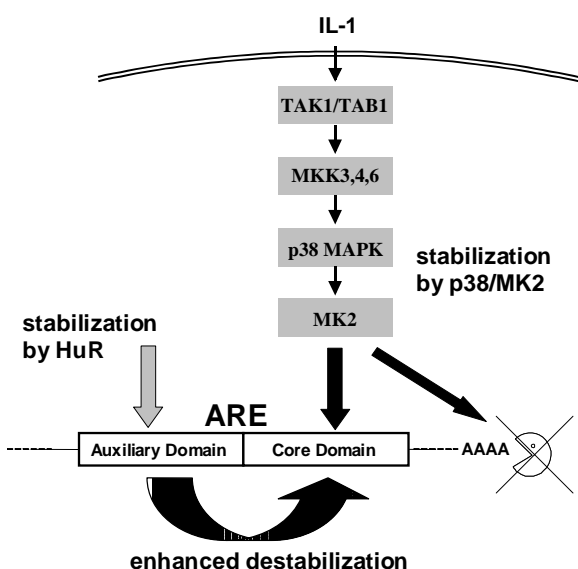 IL-1
TAK1/TAB1
MKK3,4,6
p38 MAPK
stabilization
by p38/MK2
MK2
stabilization
by HuR
ARE
Auxiliary Domain
Core Domain
AAAA
enhanced destabilization